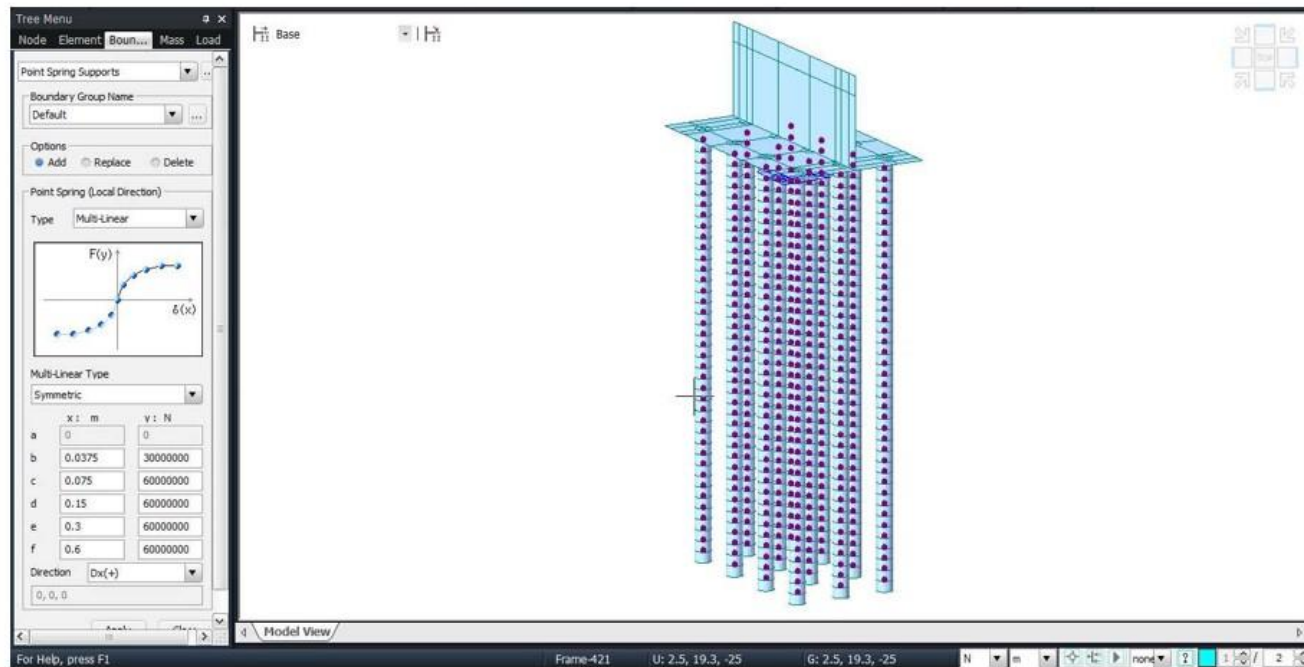 Tree Menu
Node Element Boun... Mass Load
Point Spring Supports
Boundary Group Name
Default
Options
Add Replace Delete
Point Spring (Local Direction)
Type Multi-Linear
F(y)
δ(x)
Multi-Linear Type
Symmetric
x : m y : N
a 0 0
b 0.0375 30000000
c 0.075 60000000
d 0.15 60000000
e 0.3 60000000
f 0.6 60000000
Direction Dx(+)
0, 0, 0
Base
Model View
For Help, press F1 Frame-421 U: 2.5, 19.3, -25 G: 2.5, 19.3, -25 N m none ? 1 / 2